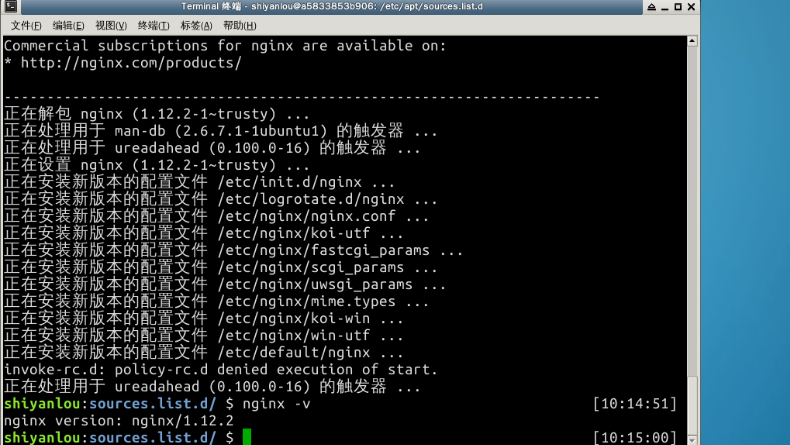 Terminal 终端 - shiyanlou@a5833853b906: /etc/apt/sources.list.d
文件(F) 编辑(E) 视图(V) 终端(T) 标签(A) 帮助(H)
Commercial subscriptions for nginx are available on:
* http://nginx.com/products/
----------------------------------------------------------------------
正在解包 nginx (1.12.2-1~trusty) ...
正在处理用于 man-db (2.6.7.1-1ubuntu1) 的触发器 ...
正在处理用于 ureadahead (0.100.0-16) 的触发器 ...
正在设置 nginx (1.12.2-1~trusty) ...
正在安装新版本的配置文件 /etc/init.d/nginx ...
正在安装新版本的配置文件 /etc/logrotate.d/nginx ...
正在安装新版本的配置文件 /etc/nginx/nginx.conf ...
正在安装新版本的配置文件 /etc/nginx/koi-utf ...
正在安装新版本的配置文件 /etc/nginx/fastcgi_params ...
正在安装新版本的配置文件 /etc/nginx/scgi_params ...
正在安装新版本的配置文件 /etc/nginx/uwsgi_params ...
正在安装新版本的配置文件 /etc/nginx/mime.types ...
正在安装新版本的配置文件 /etc/nginx/koi-win ...
正在安装新版本的配置文件 /etc/nginx/win-utf ...
正在安装新版本的配置文件 /etc/default/nginx ...
invoke-rc.d: policy-rc.d denied execution of start.
正在处理用于 ureadahead (0.100.0-16) 的触发器 ...
shiyanlou:sources.list.d/ $ nginx -v [10:14:51]
nginx version: nginx/1.12.2
shiyanlou:sources.list.d/ $ [10:15:00]